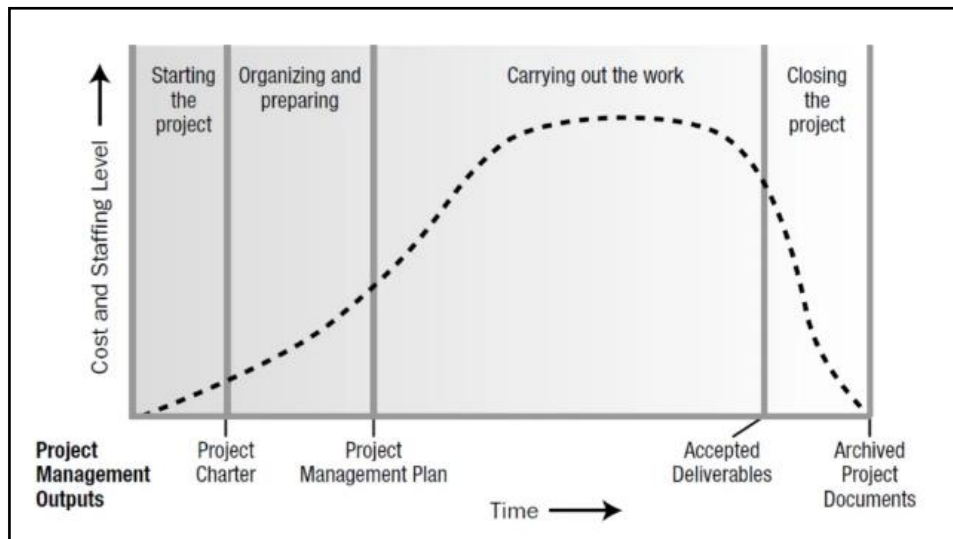 Starting
the
project
Organizing and
preparing
Carrying out the work
Closing
the
project
Cost and Staffing Level
Project
Management
Outputs
Project
Charter
Project
Management Plan
Accepted
Deliverables
Archived
Project
Documents
Time